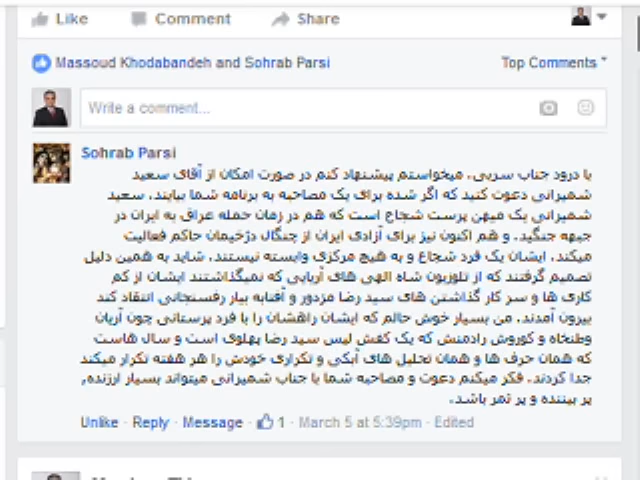 Like Comment Share
Massoud Khodabandeh and Sohrab Parsi Top Comments
Write a comment...
Sohrab Parsi
با درود جناب سربی، میخواستم پیشنهاد کنم در صورت امکان از آقای سعید
شمیرانی دعوت کنید که اگر شده برای یک مصاحبه به برنامه شما بیایند. سعید
شمیرانی یک میهن پرست شجاع است که هم در زمان حمله عراق به ایران در
جبهه جنگید، و هم اکنون نیز برای آزادی ایران از چنگال دژخیمان حاکم فعالیت
میکند. ایشان یک فرد شجاع و به هیچ مرکزی وابسته نیستند، شاید به همین دلیل
تصمیم گرفتند که از تلوزیون شاه الهی های آریایی که نمیگذاشتند ایشان از کم
کاری ها و سر کار گذاشتن های سید رضا مزدور و آفتابه بیار رفسنجانی انتقاد کند
بیرون آمدند. من بسیار خوش حالم که ایشان راهشان را با فرد پرستانی چون آریان
وطنخاه و کوروش رادمنش که یک کفش لیس سید رضا پهلوی است و سال هاست
که همان حرف ها و همان تحلیل های آبکی و تکراری خودش را هر هفته تکرار میکند
جدا کردند. فکر میکنم دعوت و مصاحبه شما با جناب شمیرانی میتواند بسیار ارزنده,
پر بیننده و پر ثمر باشد.
Unlike · Reply · Message · 1 · March 5 at 5:39pm · Edited